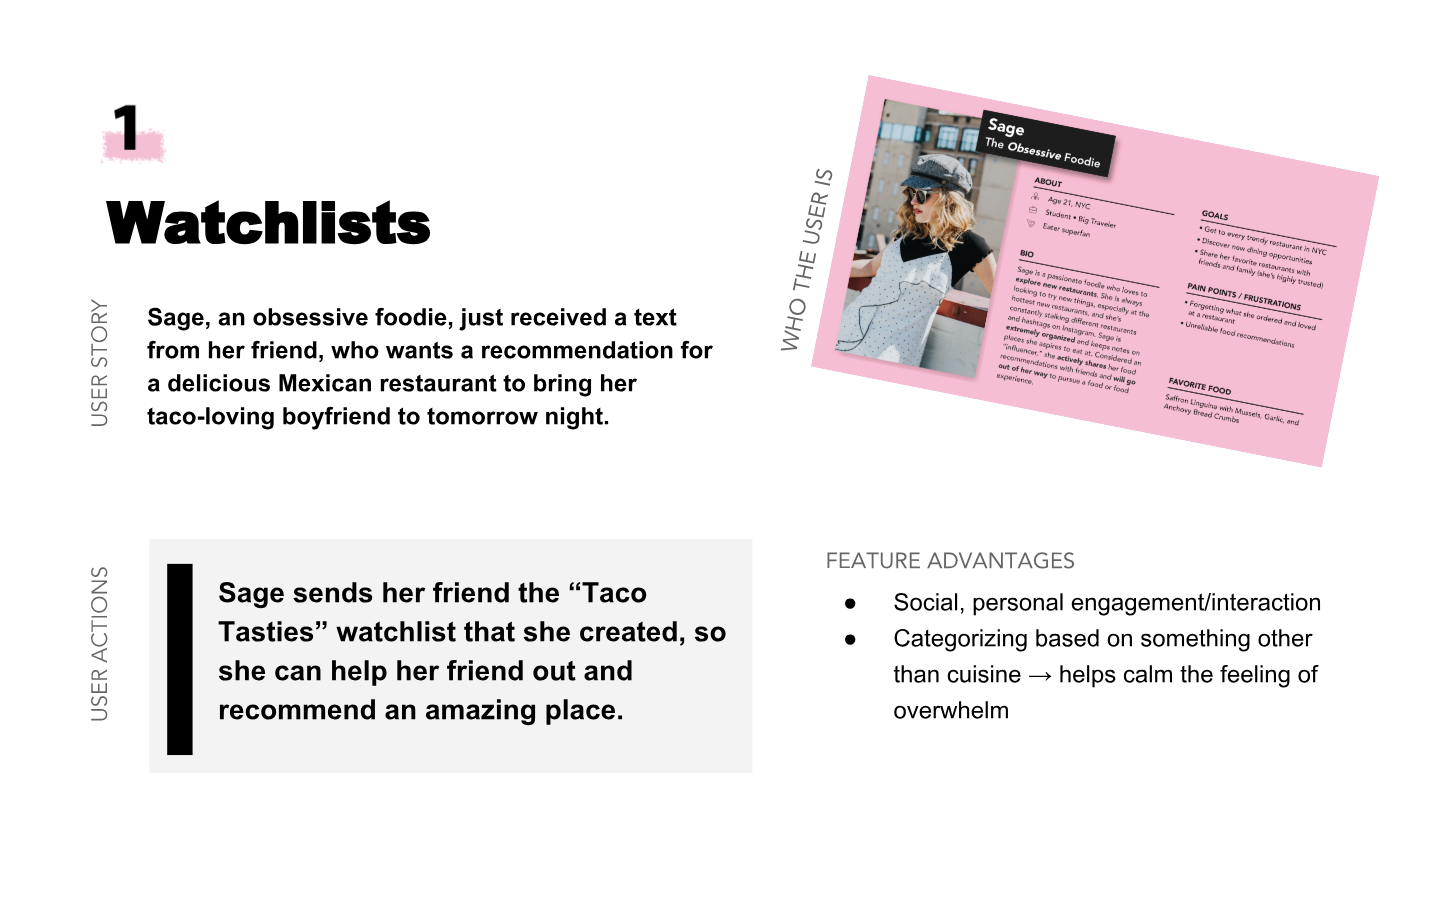 1
Watchlists
USER STORY
Sage, an obsessive foodie, just received a text
from her friend, who wants a recommendation for
a delicious Mexican restaurant to bring her
taco-loving boyfriend to tomorrow night.
WHO THE USER IS
Sage
The Obsessive Foodie
ABOUT
Age 21, NYC
Student • Big Traveler
Eater superfan
BIO
Sage is a passionate foodie who loves to
explore new restaurants. She is always
looking to try new things, especially at the
hottest new restaurants, and she's
constantly stalking different restaurants
and hashtags on Instagram. Sage is
extremely organized and keeps notes on
places she aspires to eat at. Considered an
"influencer," she actively shares her food
recommendations with friends and will go
out of her way to pursue a food or food
experience.
GOALS
• Get to every trendy restaurant in NYC
• Discover new dining opportunities
• Share her favorite restaurants with
friends and family (she's highly trusted)
PAIN POINTS / FRUSTRATIONS
• Forgetting what she ordered and loved
at a restaurant
• Unreliable food recommendations
FAVORITE FOOD
Saffron Linguine with Mussels, Garlic, and
Anchovy Bread Crumbs
USER ACTIONS
Sage sends her friend the “Taco
Tasties” watchlist that she created, so
she can help her friend out and
recommend an amazing place.
FEATURE ADVANTAGES
● Social, personal engagement/interaction
● Categorizing based on something other
than cuisine → helps calm the feeling of
overwhelm